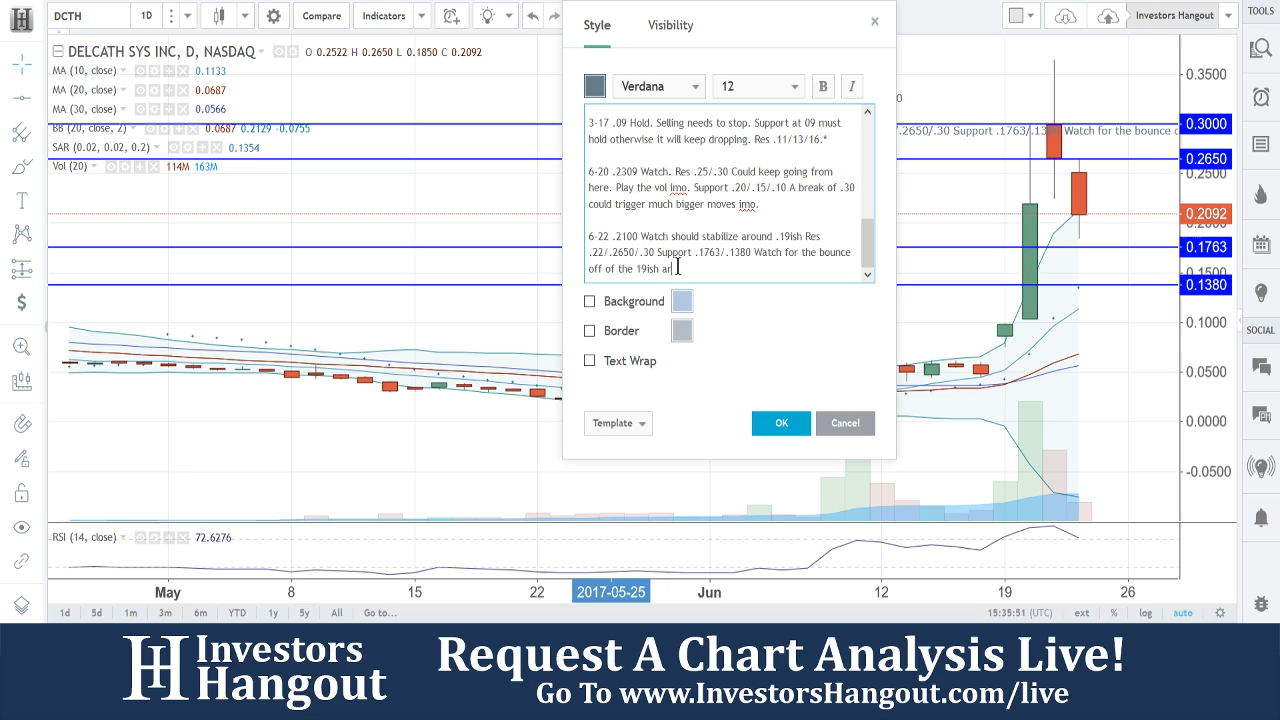 DCTH
1D
Compare
Indicators
Style
Visibility
Investors Hangout
TOOLS
DELCATH SYS INC, D, NASDAQ
O 0.2522 H 0.2650 L 0.1850 C 0.2092
MA (10, close)
0.1133
MA (20, close)
0.0687
MA (30, close)
0.0566
BB (20, close, 2)
0.0687 0.2129 -0.0755
SAR (0.02, 0.02, 0.2)
0.1354
Vol (20)
114M 163M
Verdana
12
B
I
3-17 .09 Hold. Selling needs to stop. Support at 09 must
hold otherwise it will keep dropping. Res .11/13/16.*
6-20 .2309 Watch. Res .25/.30 Could keep going from
here. Play the vol Imo. Support .20/.15/.10 A break of .30
could trigger much bigger moves imo.
6-22 .2100 Watch should stabilize around .19ish Res
.22/.2650/.30 Support .1763/.1380 Watch for the bounce
off of the 19ish ar
Background
Border
Text Wrap
Template
OK
Cancel
.2650/.30 Support .1763/.13 Watch for the bounce
0.3500
0.3000
0.2650
0.2500
0.2092
0.1763
0.1500
0.1380
0.1000
0.0500
0.0000
-0.0500
SOCIAL
RSI (14, close)
72.6276
May
8
15
22
2017-05-25
Jun
12
19
26
1d
5d
1m
3m
6m
YTD
1y
5y
All
Go to...
15:35:51 (UTC)
ext
%
log
auto
Investors
Hangout
Request A Chart Analysis Live!
Go To www.InvestorsHangout.com/live